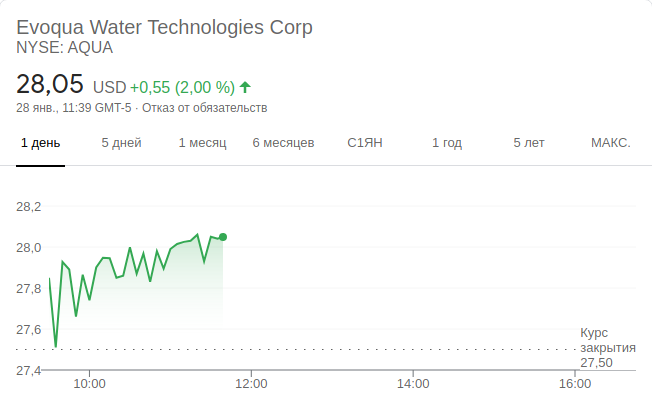 Evoqua Water Technologies Corp
NYSE: AQUA
28,05 USD +0,55 (2,00 %)
28 янв., 11:39 GMT-5 · Отказ от обязательств
1 день 5 дней 1 месяц 6 месяцев С1ЯН 1 год 5 лет МАКС.
28,2
28,0
27,8
27,6
27,4
Курс
закрытия
27,50
10:00 12:00 14:00 16:00